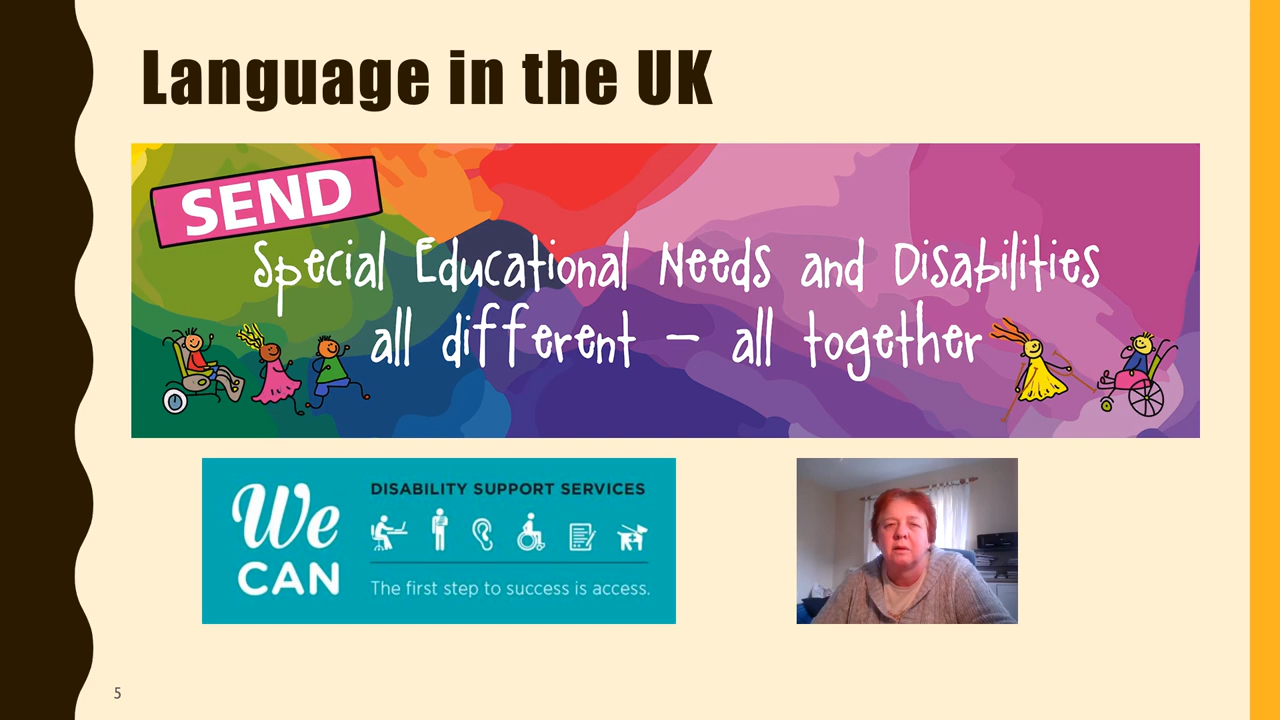 Language in the UK
SEND
Special Educational Needs and Disabilities
all different – all together
We
CAN
DISABILITY SUPPORT SERVICES
The first step to success is access.
5